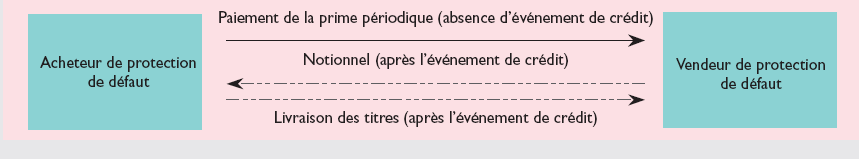 Paiement de la prime périodique (absence d'événement de crédit)
Acheteur de protection
de défaut
Notionnel (après l'événement de crédit)
Vendeur de protection
de défaut
Livraison des titres (après l'événement de crédit)